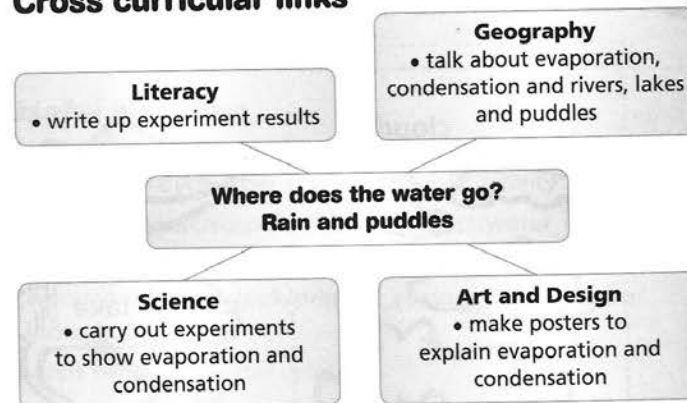 Cross curricular links
Geography
• talk about evaporation,
condensation and rivers, lakes
and puddles
Literacy
• write up experiment results
Where does the water go?
Rain and puddles
Science
• carry out experiments
to show evaporation and
condensation
Art and Design
• make posters to
explain evaporation and
condensation